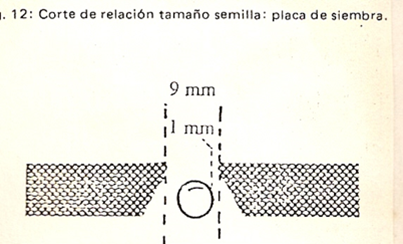 . 12: Corte de relación tamaño semilla: placa de siembra.
9 mm
1 mm